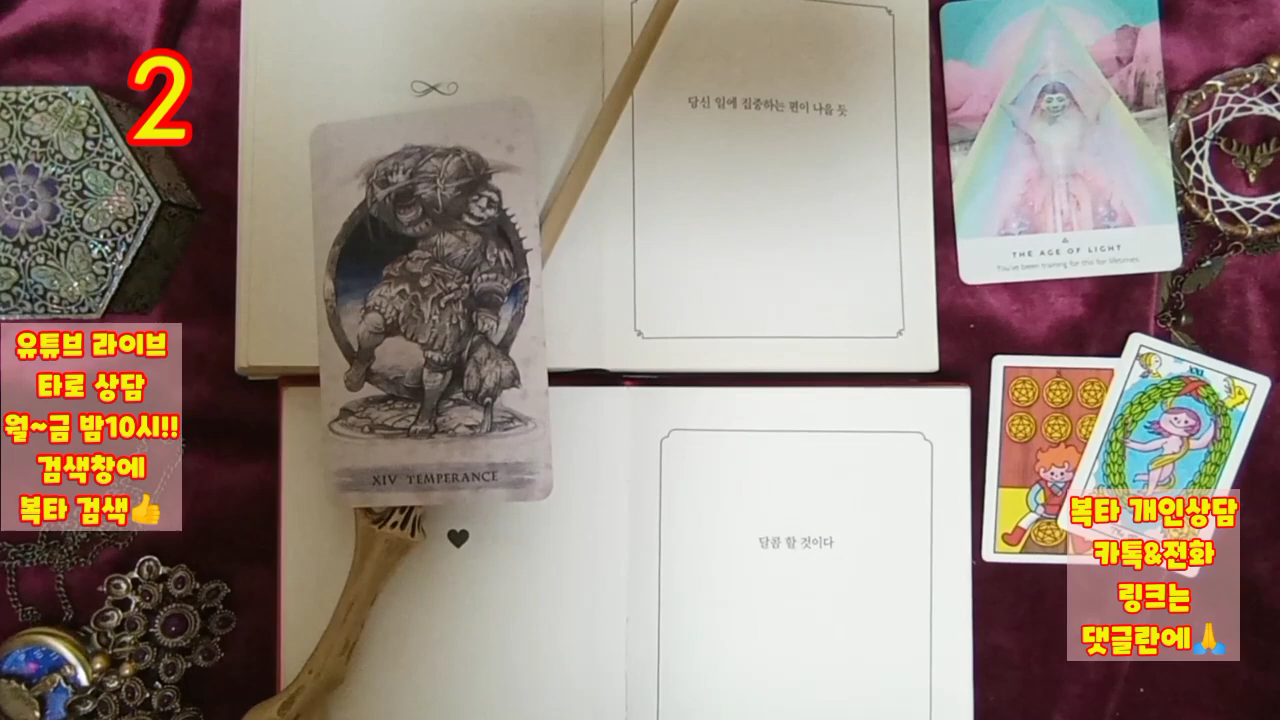 2
당신 일에 집중하는 편이 나을 듯
THE AGE OF LIGHT
You've been training for this for lifetimes.
유튜브 라이브
타로 상담
월~금 밤10시!!
검색창에
복타 검색👍
XIV TEMPERANCE
달콤 할 것이다
XXI
복타 개인상담
카톡&전화
링크는
댓글란에🙏